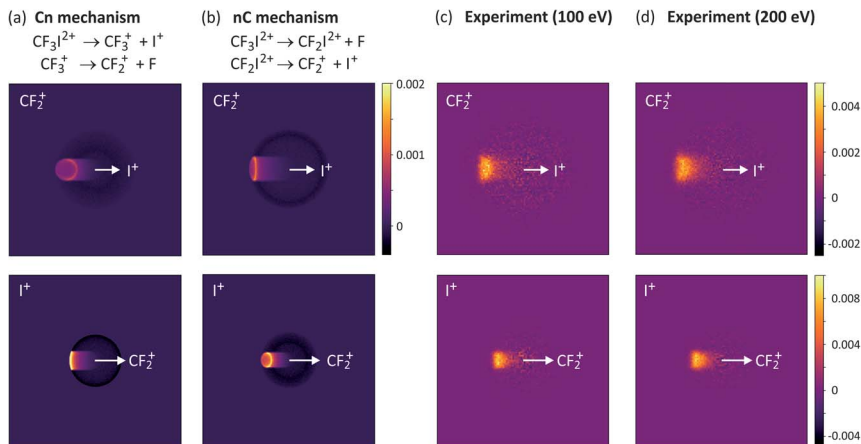 (a) Cn mechanism
CF₃I²⁺ → CF₃⁺ + I⁺
CF₃⁺ → CF₂⁺ + F
(b) nC mechanism
CF₃I²⁺ → CF₂I²⁺ + F
CF₂I²⁺ → CF₂⁺ + I⁺
(c) Experiment (100 eV)
(d) Experiment (200 eV)
CF₂⁺
I⁺
CF₂⁺
I⁺
0.002
0.001
0
CF₂⁺
I⁺
CF₂⁺
I⁺
0.004
0.002
0
-0.002
I⁺
CF₂⁺
I⁺
CF₂⁺
I⁺
CF₂⁺
I⁺
CF₂⁺
0.008
0.004
0
-0.004